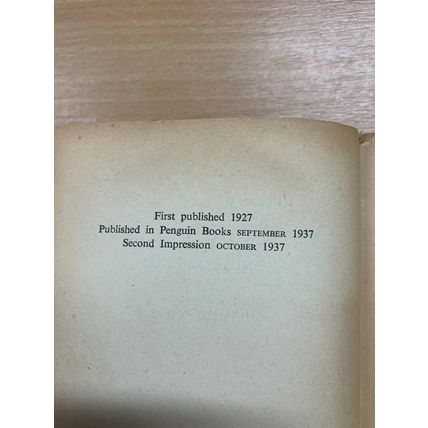 First published 1927
Published in Penguin Books SEPTEMBER 1937
Second Impression OCTOBER 1937